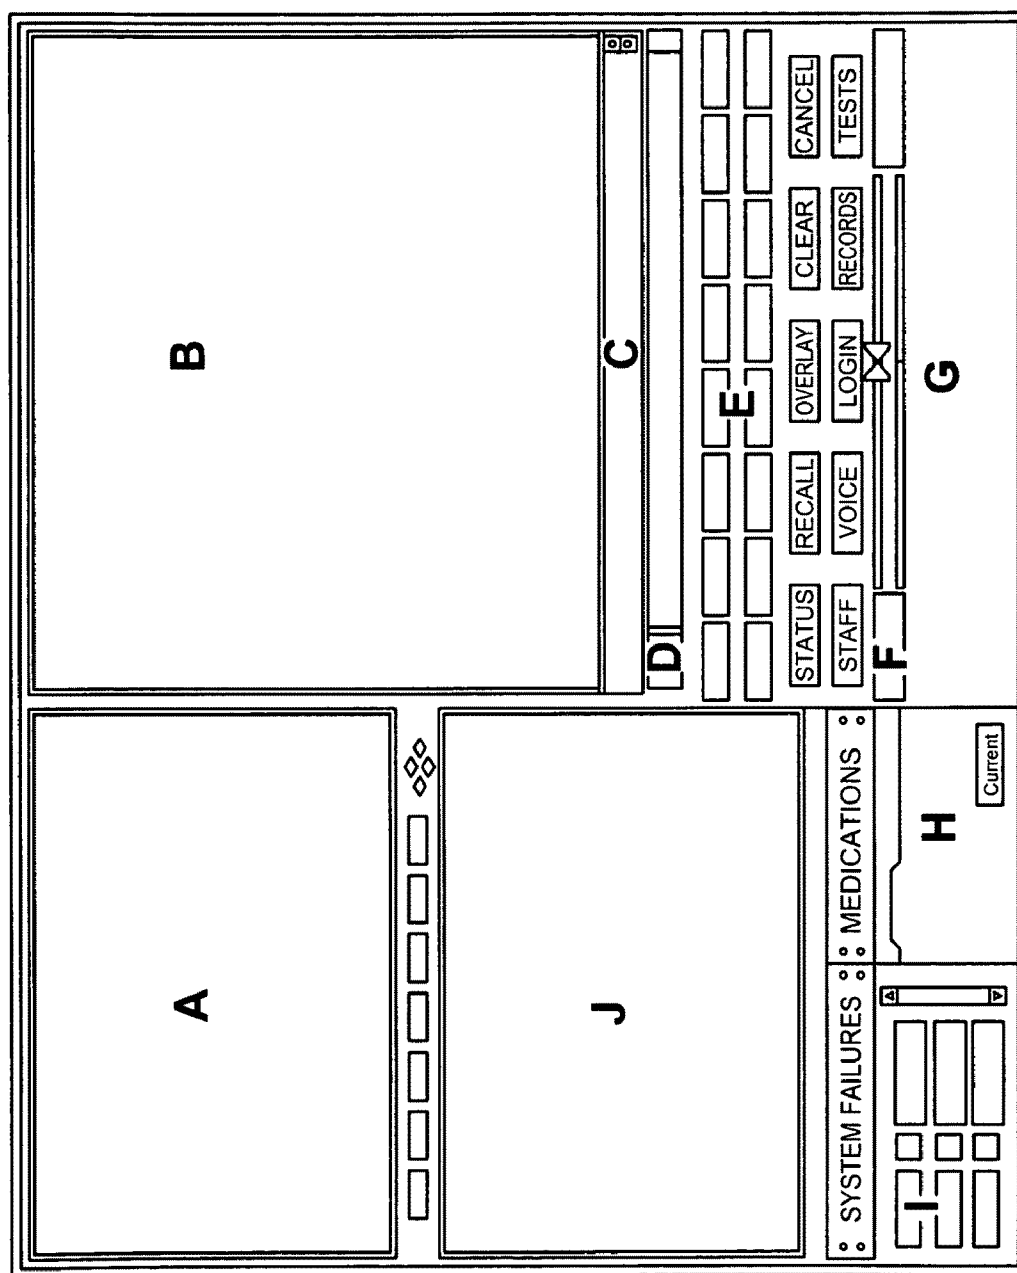 A
B
J
C
D
E
STATUS RECALL OVERLAY CLEAR CANCEL
SYSTEM FAILURES MEDICATIONS STAFF VOICE LOGIN RECORDS TESTS
F
I
H
G
Current